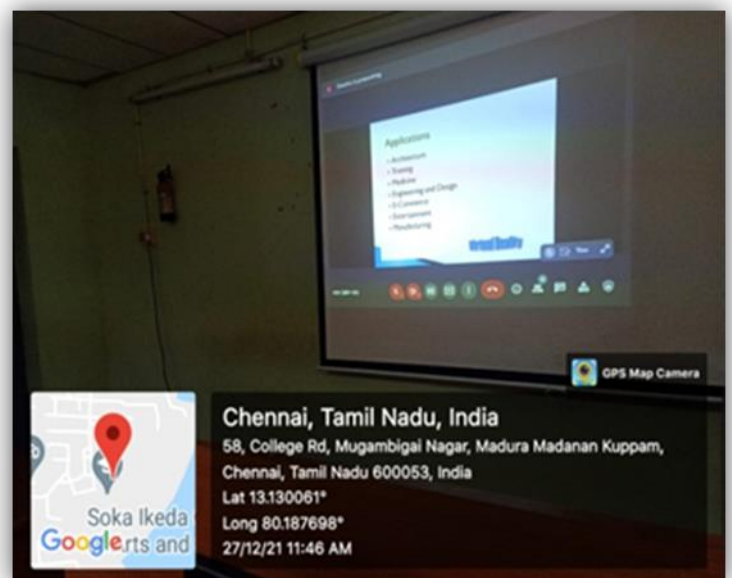 Applications
• Architecture
• Training
• Medicine
• Engineering and Design
• E-Commerce
• Entertainment
• Manufacturing
Virtual Reality
GPS Map Camera
Chennai, Tamil Nadu, India
58, College Rd, Mugambigai Nagar, Madura Madanan Kuppam,
Chennai, Tamil Nadu 600053, India
Lat 13.130061°
Long 80.187698°
27/12/21 11:46 AM
Soka Ikeda
Google rts and